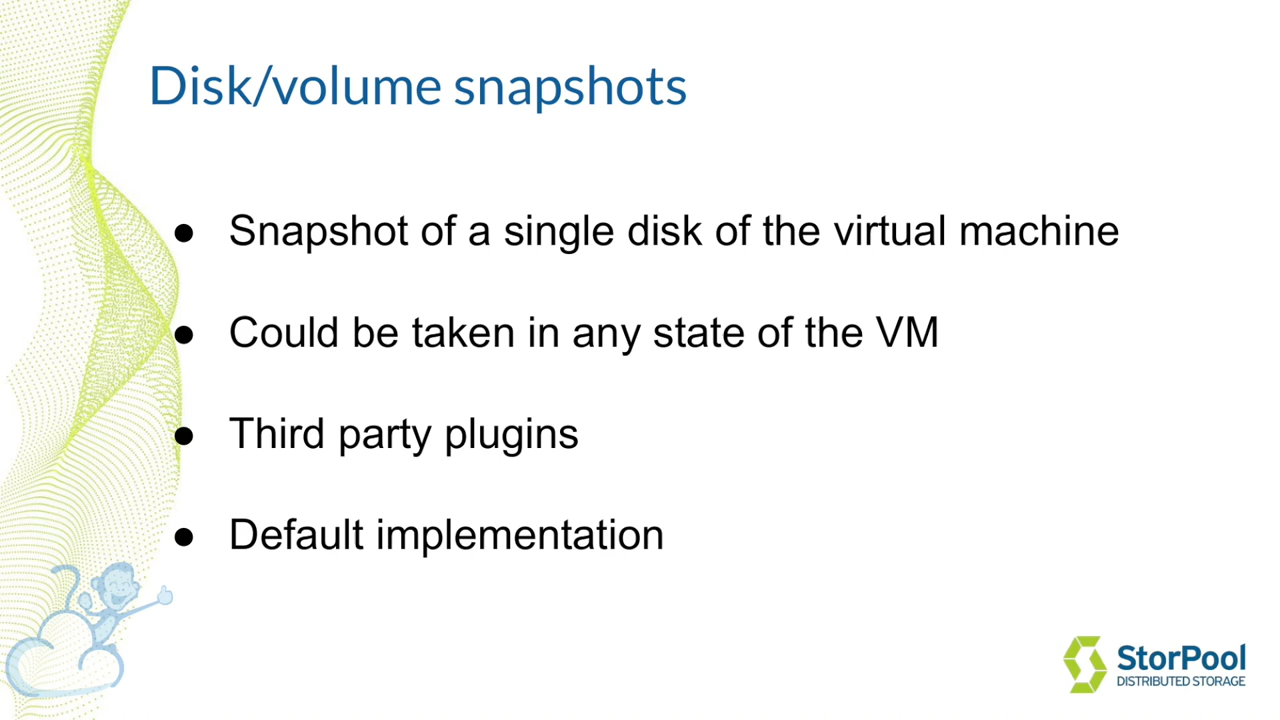 Disk/volume snapshots
● Snapshot of a single disk of the virtual machine
● Could be taken in any state of the VM
● Third party plugins
● Default implementation
StorPool
DISTRIBUTED STORAGE